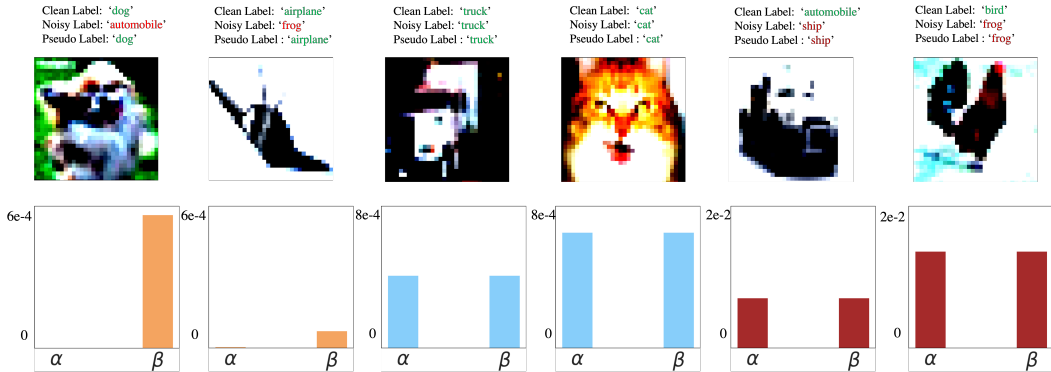 Clean Label: ‘dog’
Noisy Label: ‘automobile’
Pseudo Label: ‘dog’
Clean Label: ‘airplane’
Noisy Label: ‘frog’
Pseudo Label : ‘airplane’
Clean Label: ‘truck’
Noisy Label: ‘truck’
Pseudo Label : ‘truck’
Clean Label: ‘cat’
Noisy Label: ‘cat’
Pseudo Label : ‘cat’
Clean Label: ‘automobile’
Noisy Label: ‘ship’
Pseudo Label : ‘ship’
Clean Label: ‘bird’
Noisy Label: ‘frog’
Pseudo Label : ‘frog’
6e-4
0
α β
6e-4
0
α β
8e-4
0
α β
8e-4
0
α β
2e-2
0
α β
2e-2
0
α β